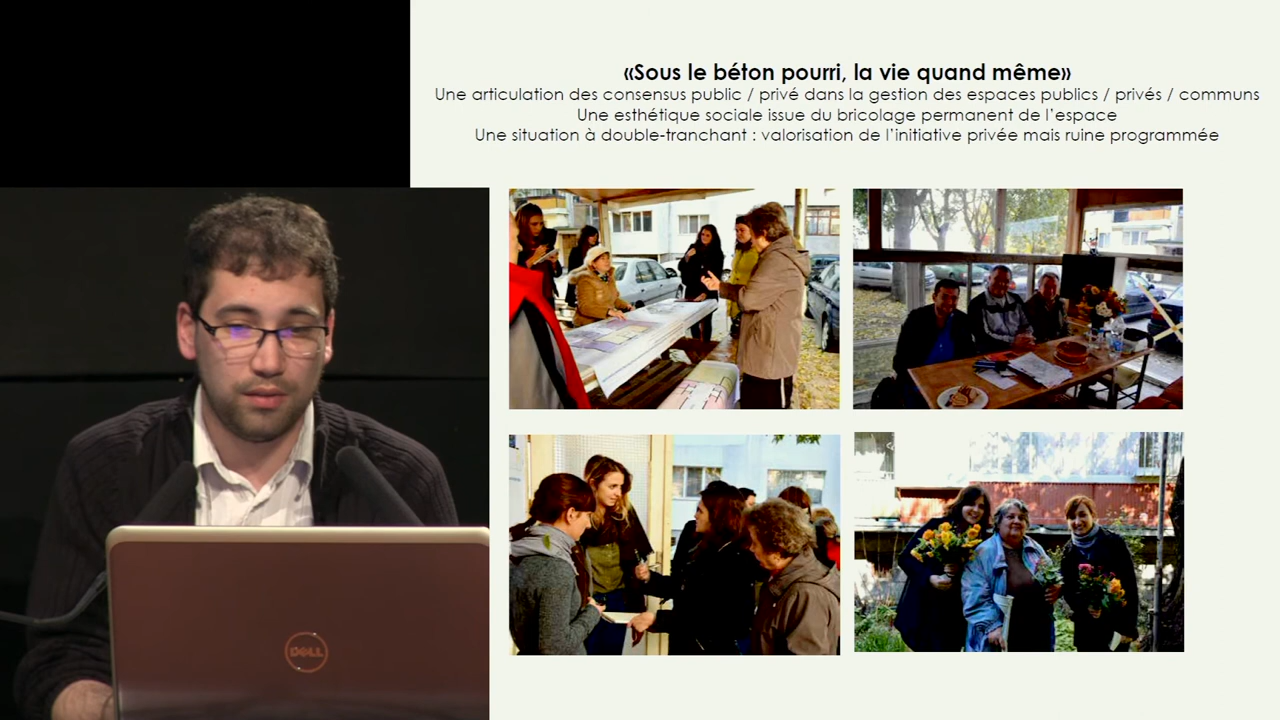 «Sous le béton pourri, la vie quand même»
Une articulation des consensus public / privé dans la gestion des espaces publics / privés / communs
Une esthétique sociale issue du bricolage permanent de l'espace
Une situation à double-tranchant : valorisation de l'initiative privée mais ruine programmée
DELL